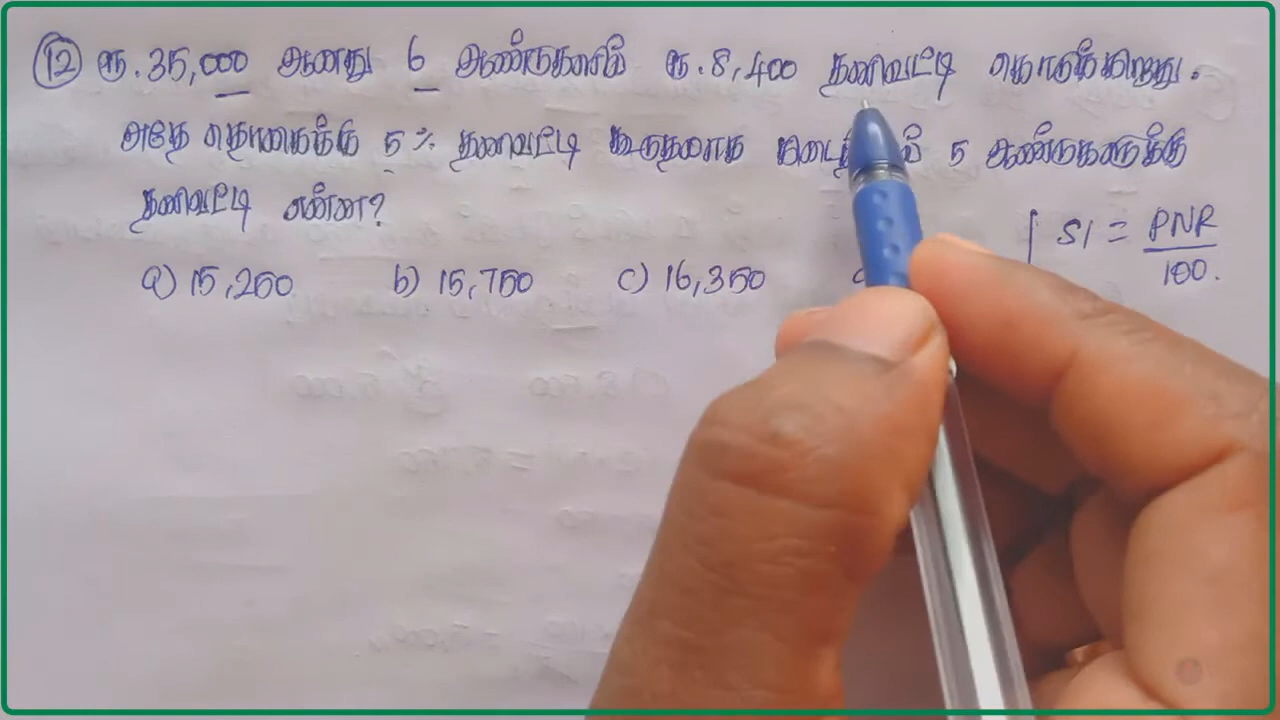 12 ரூ.35,000 ஆனது 6 ஆண்டுகளில் ரூ.8,400 தனிவட்டி கொடுக்கிறது.
அதே தொகைக்கு 5% தனிவட்டி கூடுதலாக 5 ஆண்டுகளுக்கு
தனிவட்டி என்ன?
SI = PNR/100.
a) 15,250 b) 15,750 c) 16,350